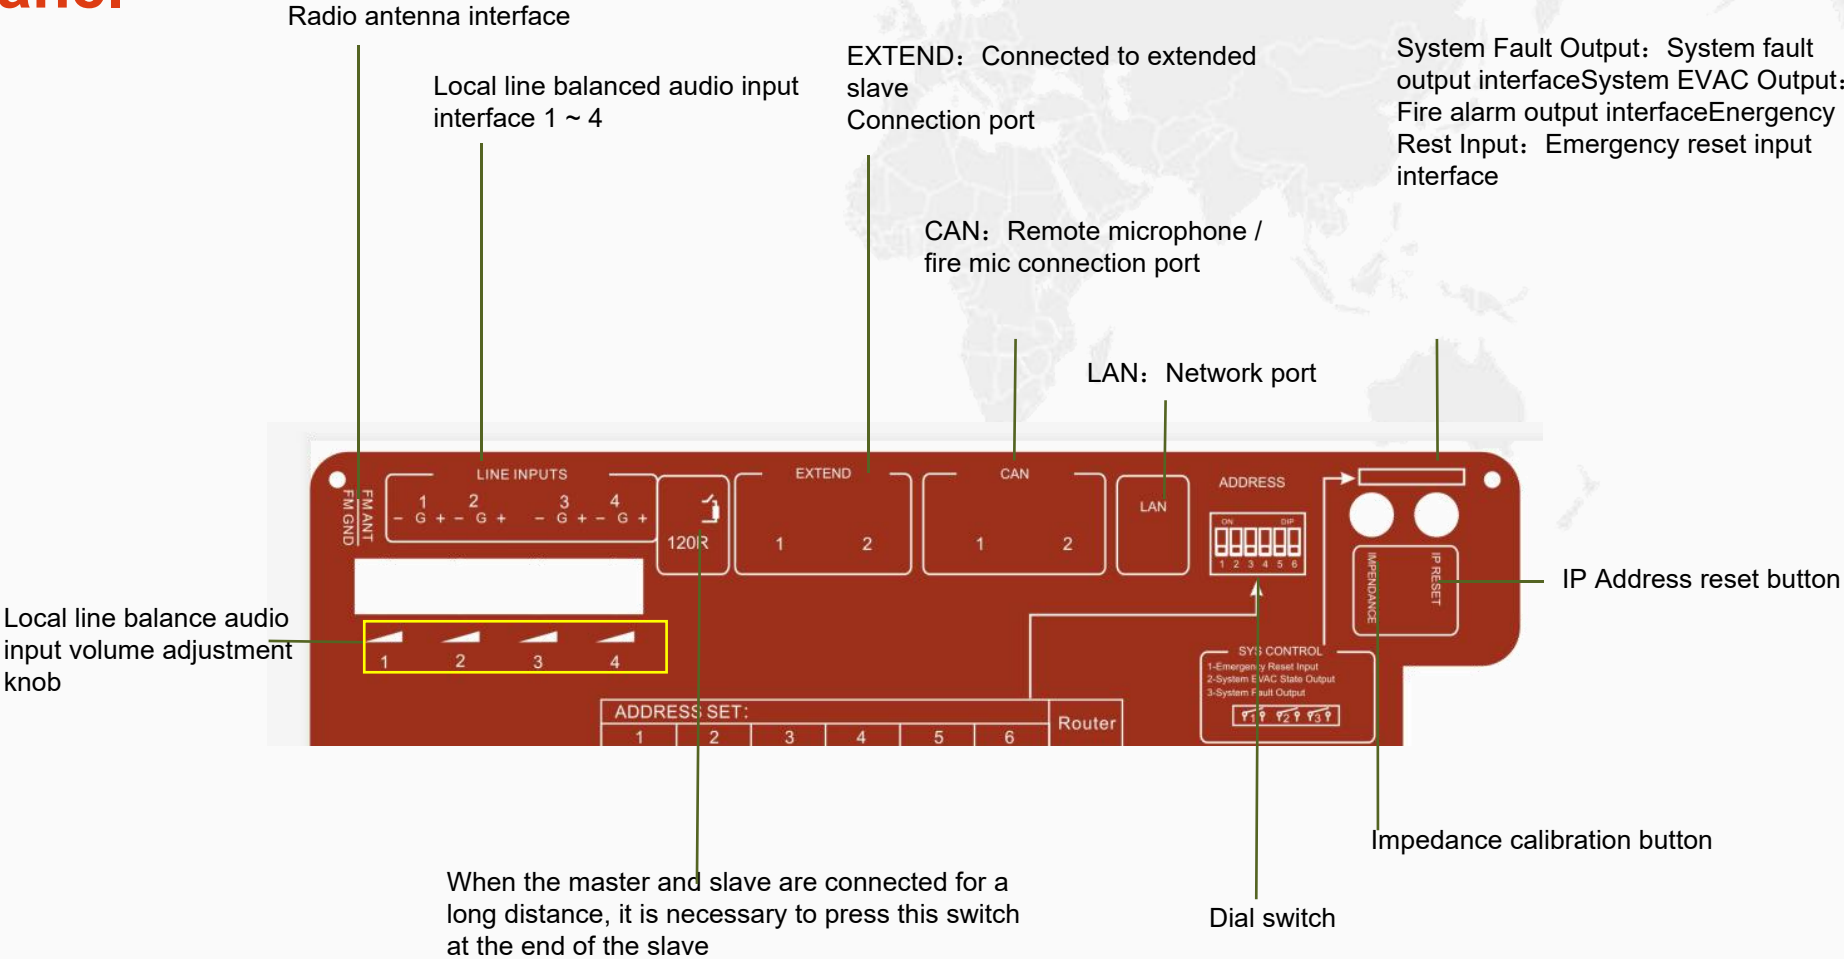 Radio antenna interface
Local line balanced audio input
interface 1 ~ 4
EXTEND：Connected to extended
slave
Connection port
System Fault Output：System fault
output interfaceSystem EVAC Output：
Fire alarm output interfaceEnergency
Rest Input：Emergency reset input
interface
CAN：Remote microphone /
fire mic connection port
LAN：Network port
FM ANT
FM GND
LINE INPUTS
1 2 3 4
− G + − G + − G + − G +
120R
EXTEND
1 2
CAN
1 2
LAN
ADDRESS
ON DIP
1 2 3 4 5 6
IMPENDANCE
IP RESET
IP Address reset button
Local line balance audio
input volume adjustment
knob
1 2 3 4
SYS CONTROL
1-Emergency Reset Input
2-System EVAC State Output
3-System Fault Output
1 2 3
ADDRESS SET:
Router
1 2 3 4 5 6
Impedance calibration button
When the master and slave are connected for a
long distance, it is necessary to press this switch
at the end of the slave
Dial switch